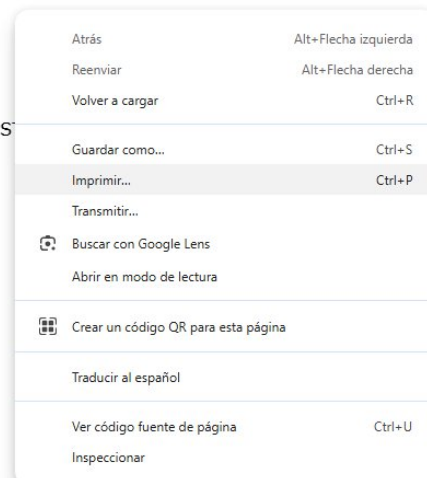 Atrás Alt+Flecha izquierda
Reenviar Alt+Flecha derecha
Volver a cargar Ctrl+R
Guardar como... Ctrl+S
Imprimir... Ctrl+P
Transmitir...
Buscar con Google Lens
Abrir en modo de lectura
Crear un código QR para esta página
Traducir al español
Ver código fuente de página Ctrl+U
Inspeccionar